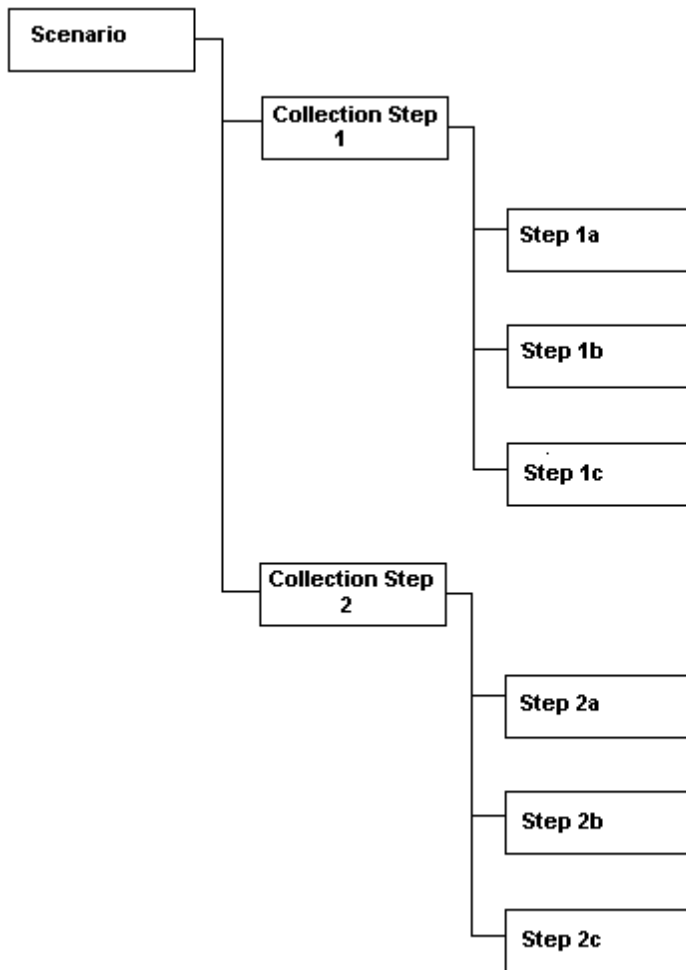 Scenario
Collection Step
1
Step 1a
Step 1b
Step 1c
Collection Step
2
Step 2a
Step 2b
Step 2c